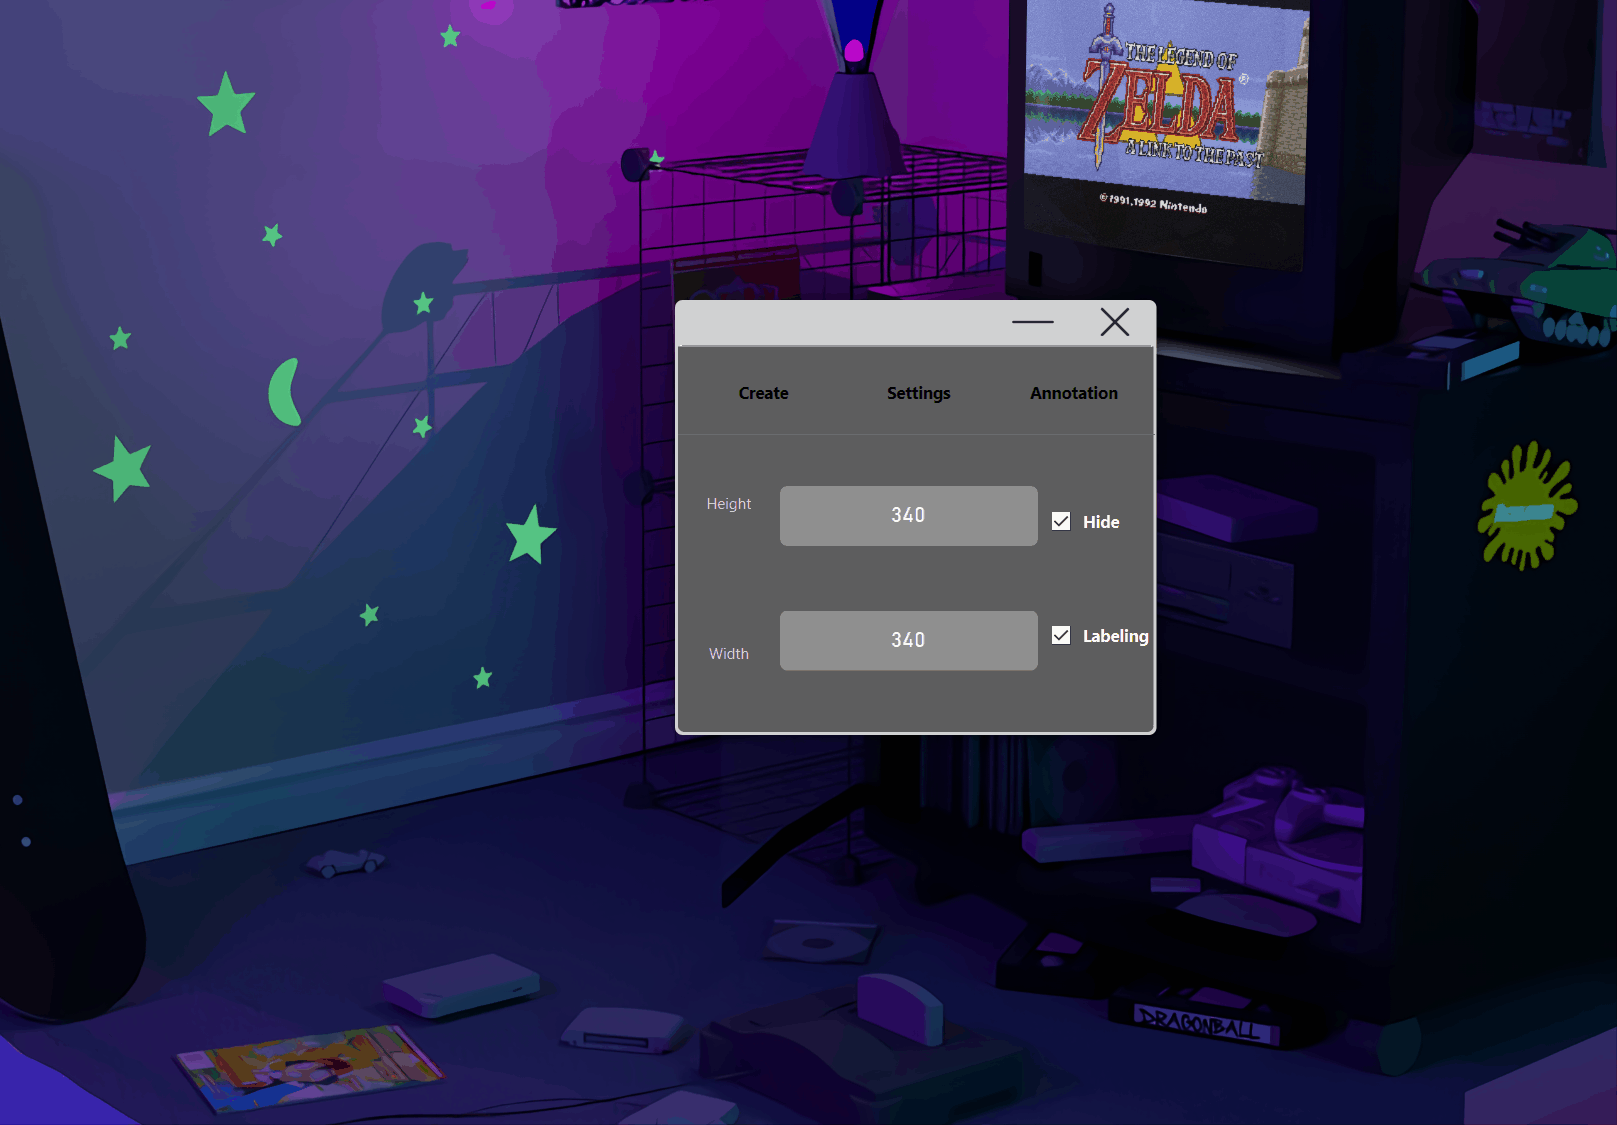 THE LEGEND OF
ZELDA®
A LINK TO THE PAST
©1991,1992 Nintendo
Create Settings Annotation
Height 340 Hide
Width 340 Labeling
DRAGONBALL